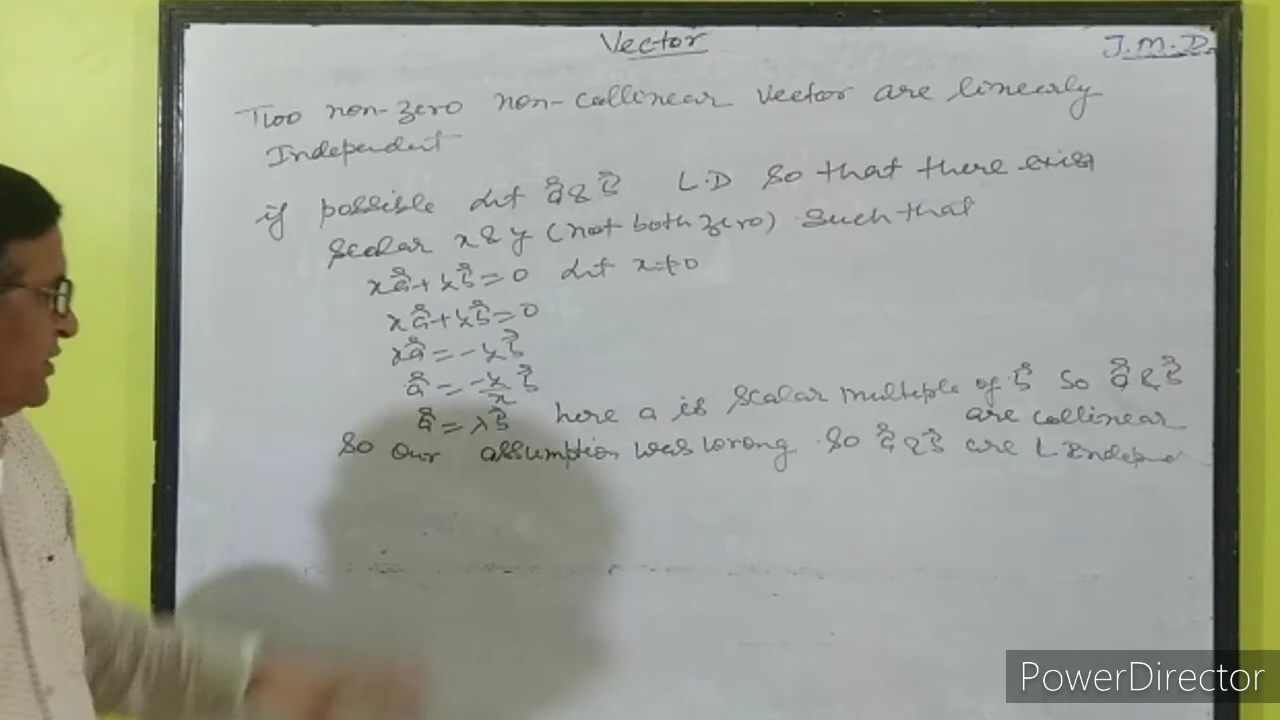 Vector
J.M.D.
Two non-zero non-collinear vector are linearly
Independent
if possible let a⃗ & b⃗ L.D so that there exist
scalar x & y (not both zero) such that
xa⃗ + yb⃗ = 0 let x ≠ 0
xa⃗ + yb⃗ = 0
xa⃗ = -yb⃗
a⃗ = -y/x b⃗
a⃗ = λb⃗ here a is scalar multiple of b⃗ so a⃗ & b⃗
are collinear
so our assumption was wrong so a⃗ & b⃗ are L Independe
PowerDirector